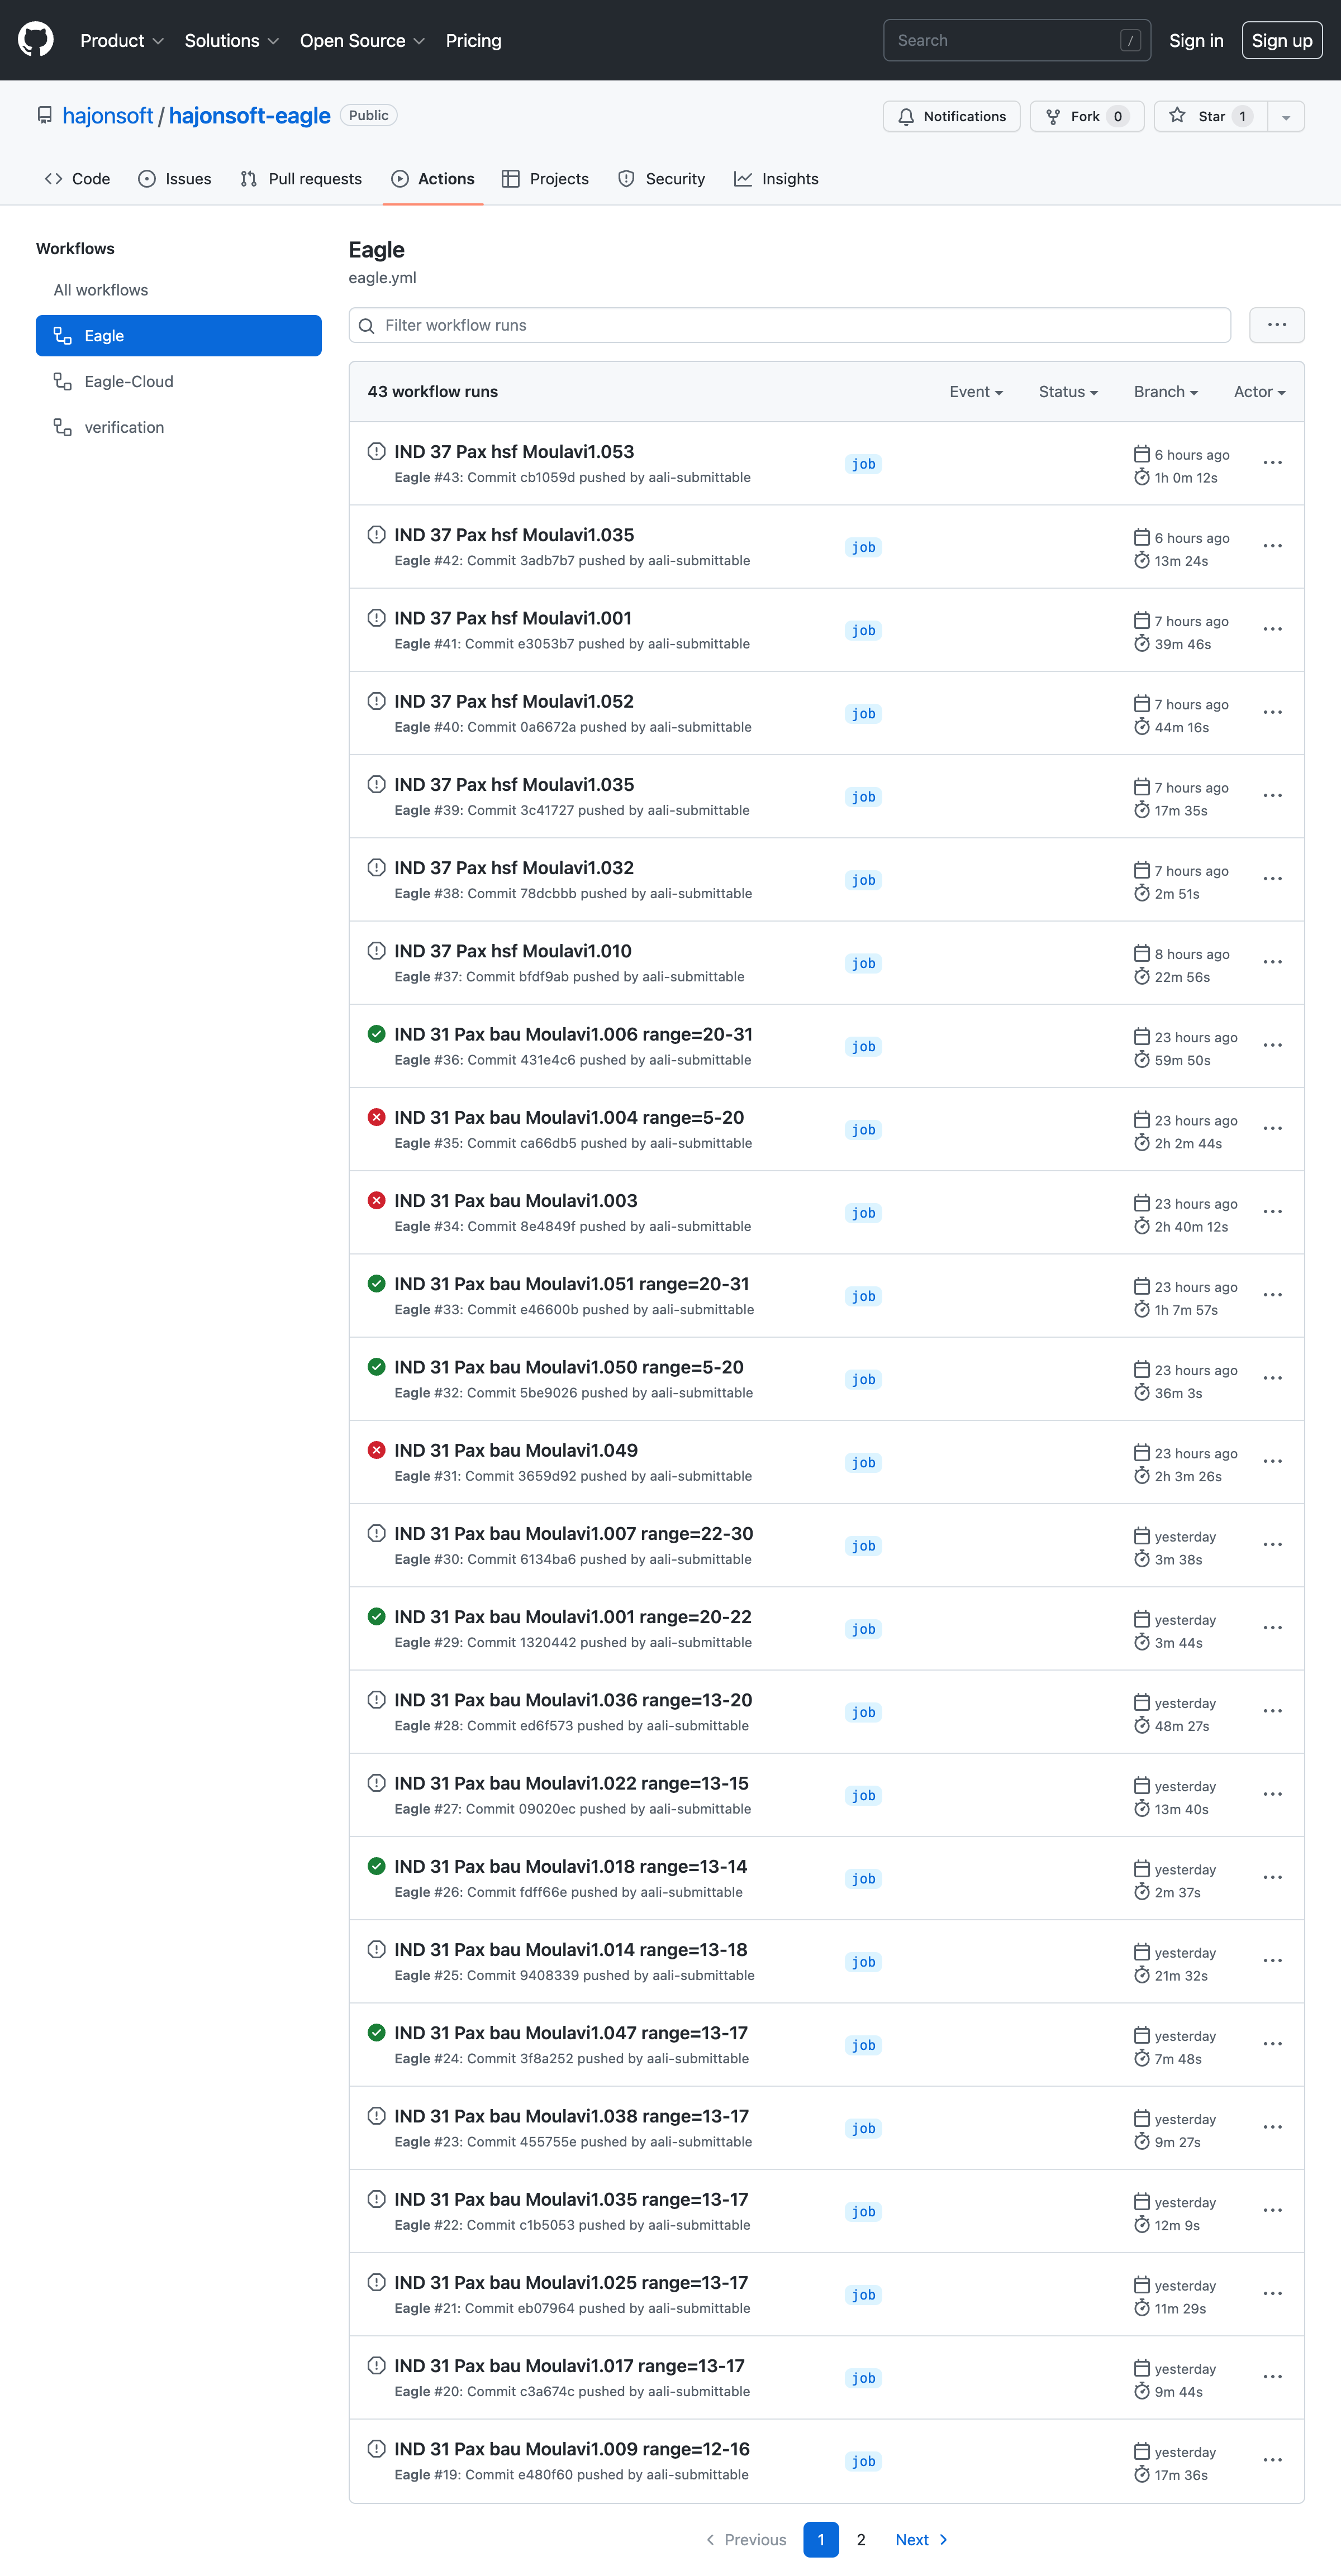 Product
Solutions
Open Source
Pricing
Search
/
Sign in
Sign up
hajonsoft / hajonsoft-eagle
Public
Notifications
Fork 0
Star 1
Code
Issues
Pull requests
Actions
Projects
Security
Insights
Workflows
All workflows
Eagle
Eagle-Cloud
verification
Eagle
eagle.yml
Filter workflow runs
43 workflow runs
Event
Status
Branch
Actor
IND 37 Pax hsf Moulavi1.053
Eagle #43: Commit cb1059d pushed by aali-submittable
job
6 hours ago
1h 0m 12s
IND 37 Pax hsf Moulavi1.035
Eagle #42: Commit 3adb7b7 pushed by aali-submittable
job
6 hours ago
13m 24s
IND 37 Pax hsf Moulavi1.001
Eagle #41: Commit e3053b7 pushed by aali-submittable
job
7 hours ago
39m 46s
IND 37 Pax hsf Moulavi1.052
Eagle #40: Commit 0a6672a pushed by aali-submittable
job
7 hours ago
44m 16s
IND 37 Pax hsf Moulavi1.035
Eagle #39: Commit 3c41727 pushed by aali-submittable
job
7 hours ago
17m 35s
IND 37 Pax hsf Moulavi1.032
Eagle #38: Commit 78dcbbb pushed by aali-submittable
job
7 hours ago
2m 51s
IND 37 Pax hsf Moulavi1.010
Eagle #37: Commit bfdf9ab pushed by aali-submittable
job
8 hours ago
22m 56s
IND 31 Pax bau Moulavi1.006 range=20-31
Eagle #36: Commit 431e4c6 pushed by aali-submittable
job
23 hours ago
59m 50s
IND 31 Pax bau Moulavi1.004 range=5-20
Eagle #35: Commit ca66db5 pushed by aali-submittable
job
23 hours ago
2h 2m 44s
IND 31 Pax bau Moulavi1.003
Eagle #34: Commit 8e4849f pushed by aali-submittable
job
23 hours ago
2h 40m 12s
IND 31 Pax bau Moulavi1.051 range=20-31
Eagle #33: Commit e46600b pushed by aali-submittable
job
23 hours ago
1h 7m 57s
IND 31 Pax bau Moulavi1.050 range=5-20
Eagle #32: Commit 5be9026 pushed by aali-submittable
job
23 hours ago
36m 3s
IND 31 Pax bau Moulavi1.049
Eagle #31: Commit 3659d92 pushed by aali-submittable
job
23 hours ago
2h 3m 26s
IND 31 Pax bau Moulavi1.007 range=22-30
Eagle #30: Commit 6134ba6 pushed by aali-submittable
job
yesterday
3m 38s
IND 31 Pax bau Moulavi1.001 range=20-22
Eagle #29: Commit 1320442 pushed by aali-submittable
job
yesterday
3m 44s
IND 31 Pax bau Moulavi1.036 range=13-20
Eagle #28: Commit ed6f573 pushed by aali-submittable
job
yesterday
48m 27s
IND 31 Pax bau Moulavi1.022 range=13-15
Eagle #27: Commit 09020ec pushed by aali-submittable
job
yesterday
13m 40s
IND 31 Pax bau Moulavi1.018 range=13-14
Eagle #26: Commit fdff66e pushed by aali-submittable
job
yesterday
2m 37s
IND 31 Pax bau Moulavi1.014 range=13-18
Eagle #25: Commit 9408339 pushed by aali-submittable
job
yesterday
21m 32s
IND 31 Pax bau Moulavi1.047 range=13-17
Eagle #24: Commit 3f8a252 pushed by aali-submittable
job
yesterday
7m 48s
IND 31 Pax bau Moulavi1.038 range=13-17
Eagle #23: Commit 455755e pushed by aali-submittable
job
yesterday
9m 27s
IND 31 Pax bau Moulavi1.035 range=13-17
Eagle #22: Commit c1b5053 pushed by aali-submittable
job
yesterday
12m 9s
IND 31 Pax bau Moulavi1.025 range=13-17
Eagle #21: Commit eb07964 pushed by aali-submittable
job
yesterday
11m 29s
IND 31 Pax bau Moulavi1.017 range=13-17
Eagle #20: Commit c3a674c pushed by aali-submittable
job
yesterday
9m 44s
IND 31 Pax bau Moulavi1.009 range=12-16
Eagle #19: Commit e480f60 pushed by aali-submittable
job
yesterday
17m 36s
Previous
1
2
Next